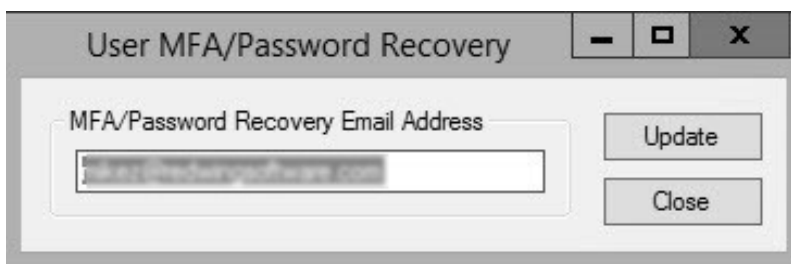 User MFA/Password Recovery
MFA/Password Recovery Email Address
Update
Close